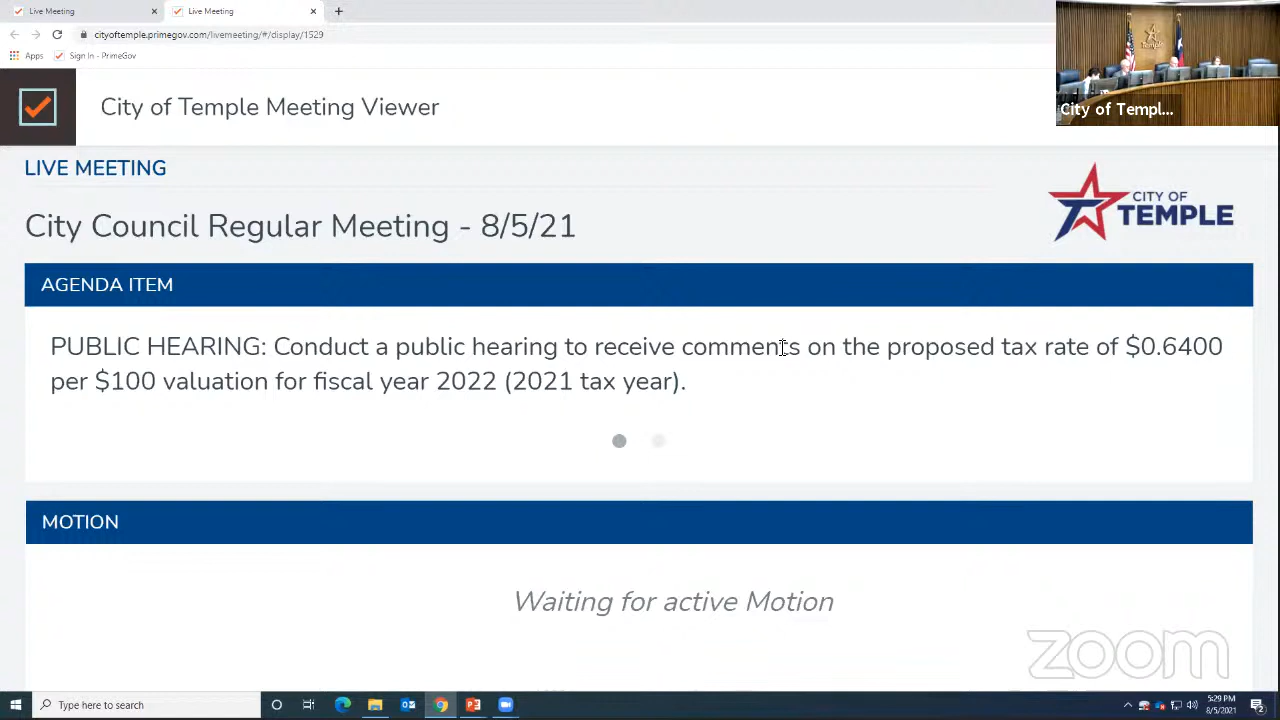 Live Meeting
Live Meeting
cityoftemple.primegov.com/livemeeting/#/display/1529
Apps
Sign In - PrimeGov
Temple
City of Templ...
City of Temple Meeting Viewer
LIVE MEETING
CITY OF
TEMPLE
City Council Regular Meeting - 8/5/21
AGENDA ITEM
PUBLIC HEARING: Conduct a public hearing to receive comments on the proposed tax rate of $0.6400
per $100 valuation for fiscal year 2022 (2021 tax year).
MOTION
Waiting for active Motion
zoom
Type here to search
5:29 PM
8/5/2021
2